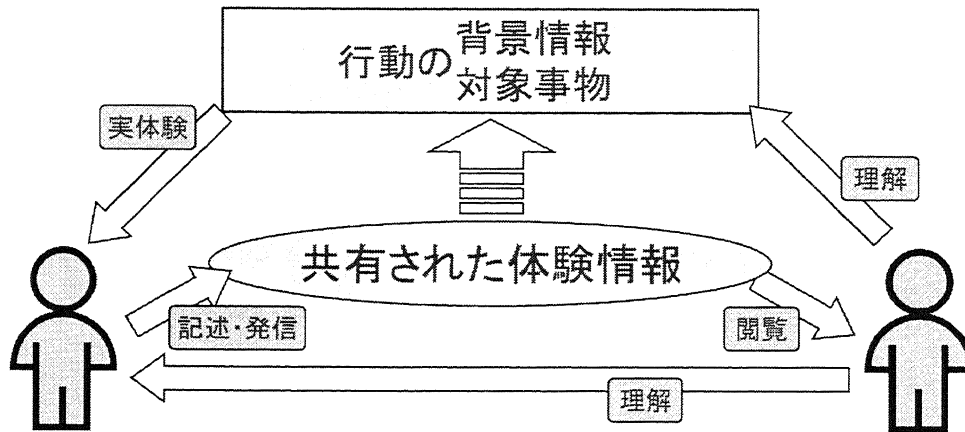 行動の背景情報
対象事物
実体験
理解
共有された体験情報
記述・発信
閲覧
理解